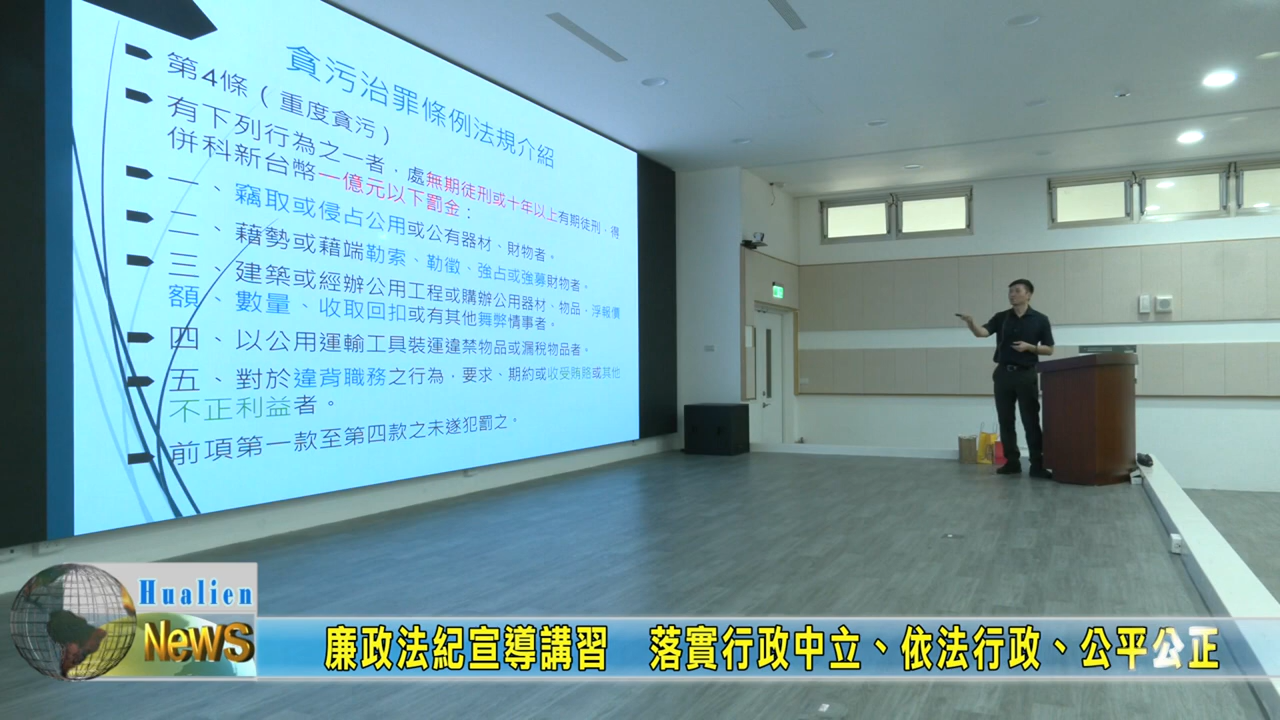 貪污治罪條例法規介紹
第4條（重度貪污）
有下列行為之一者，處無期徒刑或十年以上有期徒刑，得
併科新台幣一億元以下罰金：
一、竊取或侵占公用或公有器材、財物者。
二、藉勢或藉端勒索、勒徵、強占或強募財物者。
三、建築或經辦公用工程或購辦公用器材、物品，浮報價
額、數量、收取回扣或有其他舞弊情事者。
四、以公用運輸工具裝運違禁物品或漏稅物品者。
五、對於違背職務之行為，要求、期約或收受賄賂或其他
不正利益者。
前項第一款至第四款之未遂犯罰之。
Hualien
News
廉政法紀宣導講習 落實行政中立、依法行政、公平公正